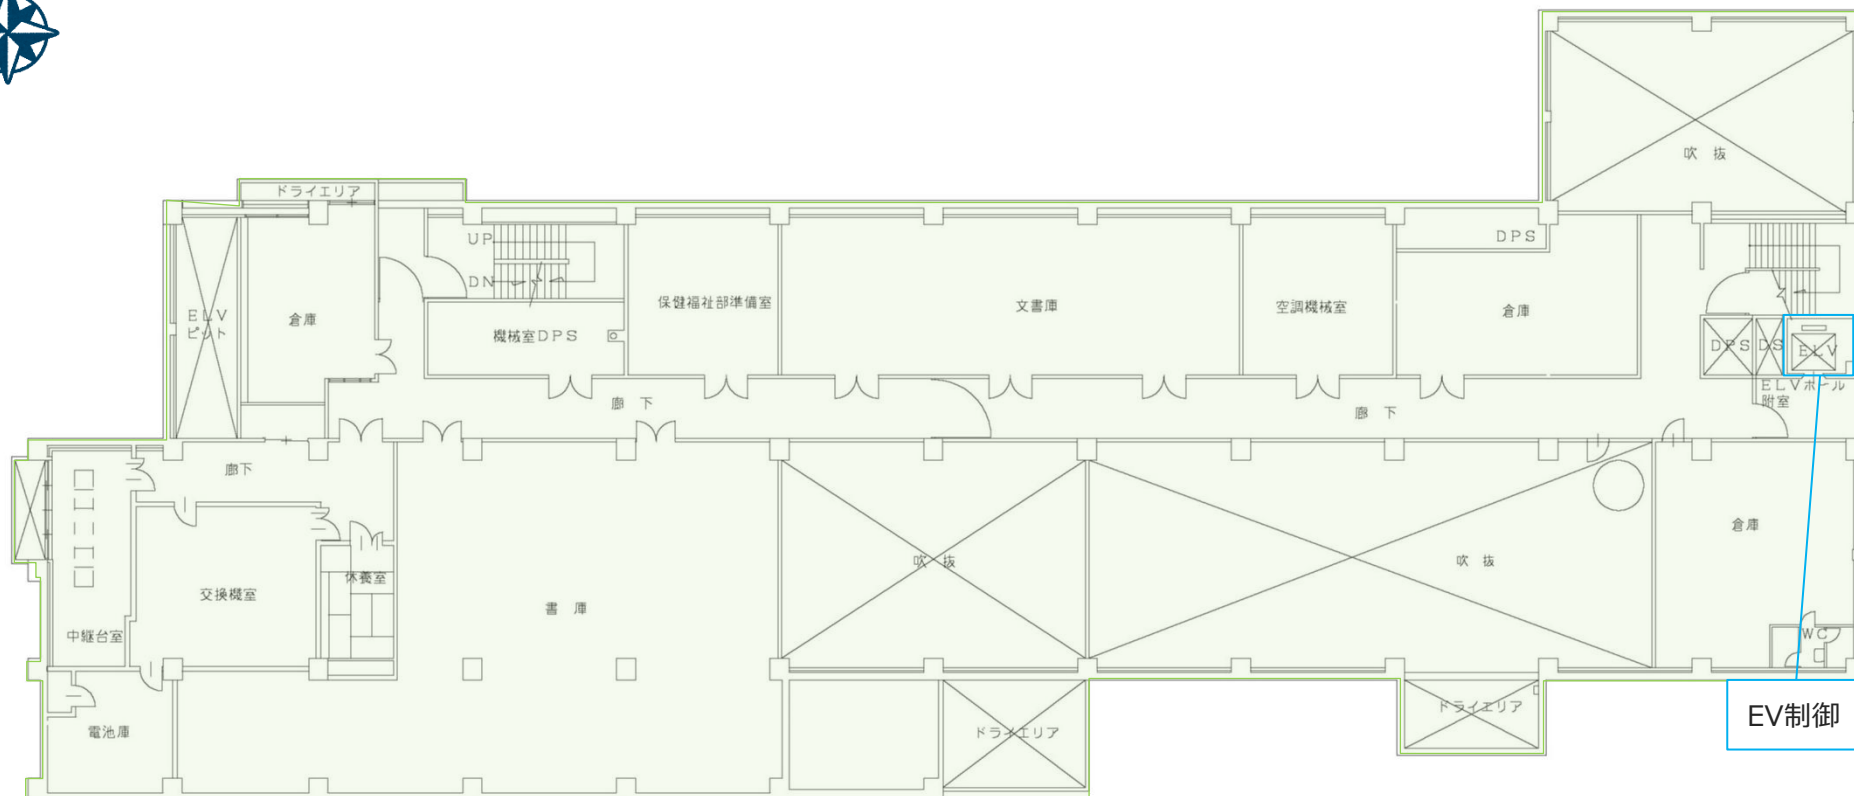 吹 抜
ドライエリア
UP
DPS
DN
保健福祉部準備室
文書庫
空調機械室
倉庫
ELV
ピット
倉庫
機械室DPS
DPS
DS
ELV
ELVホール
附室
廊 下
廊 下
廊下
倉庫
吹 抜
吹 抜
休養室
交換機室
書 庫
中継台室
WC
ドライエリア
EV制御
電池庫
ドライエリア